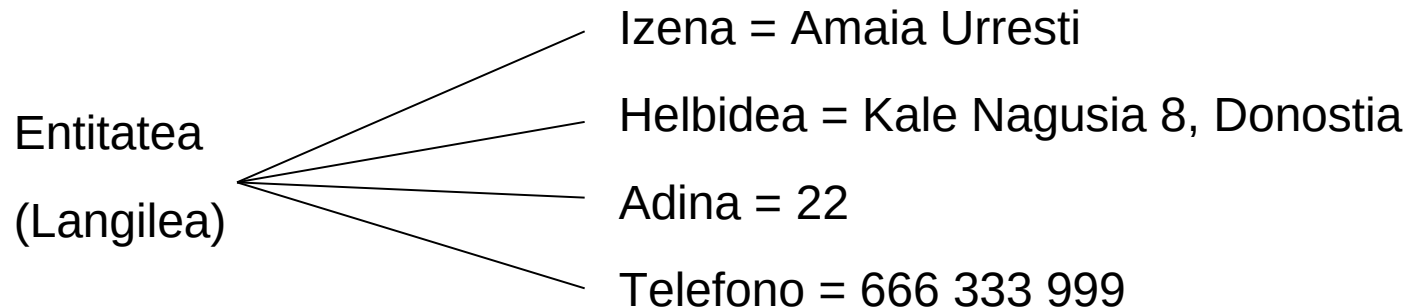 Entitatea
(Langilea)
Izena = Amaia Urresti
Helbidea = Kale Nagusia 8, Donostia
Adina = 22
Telefono = 666 333 999